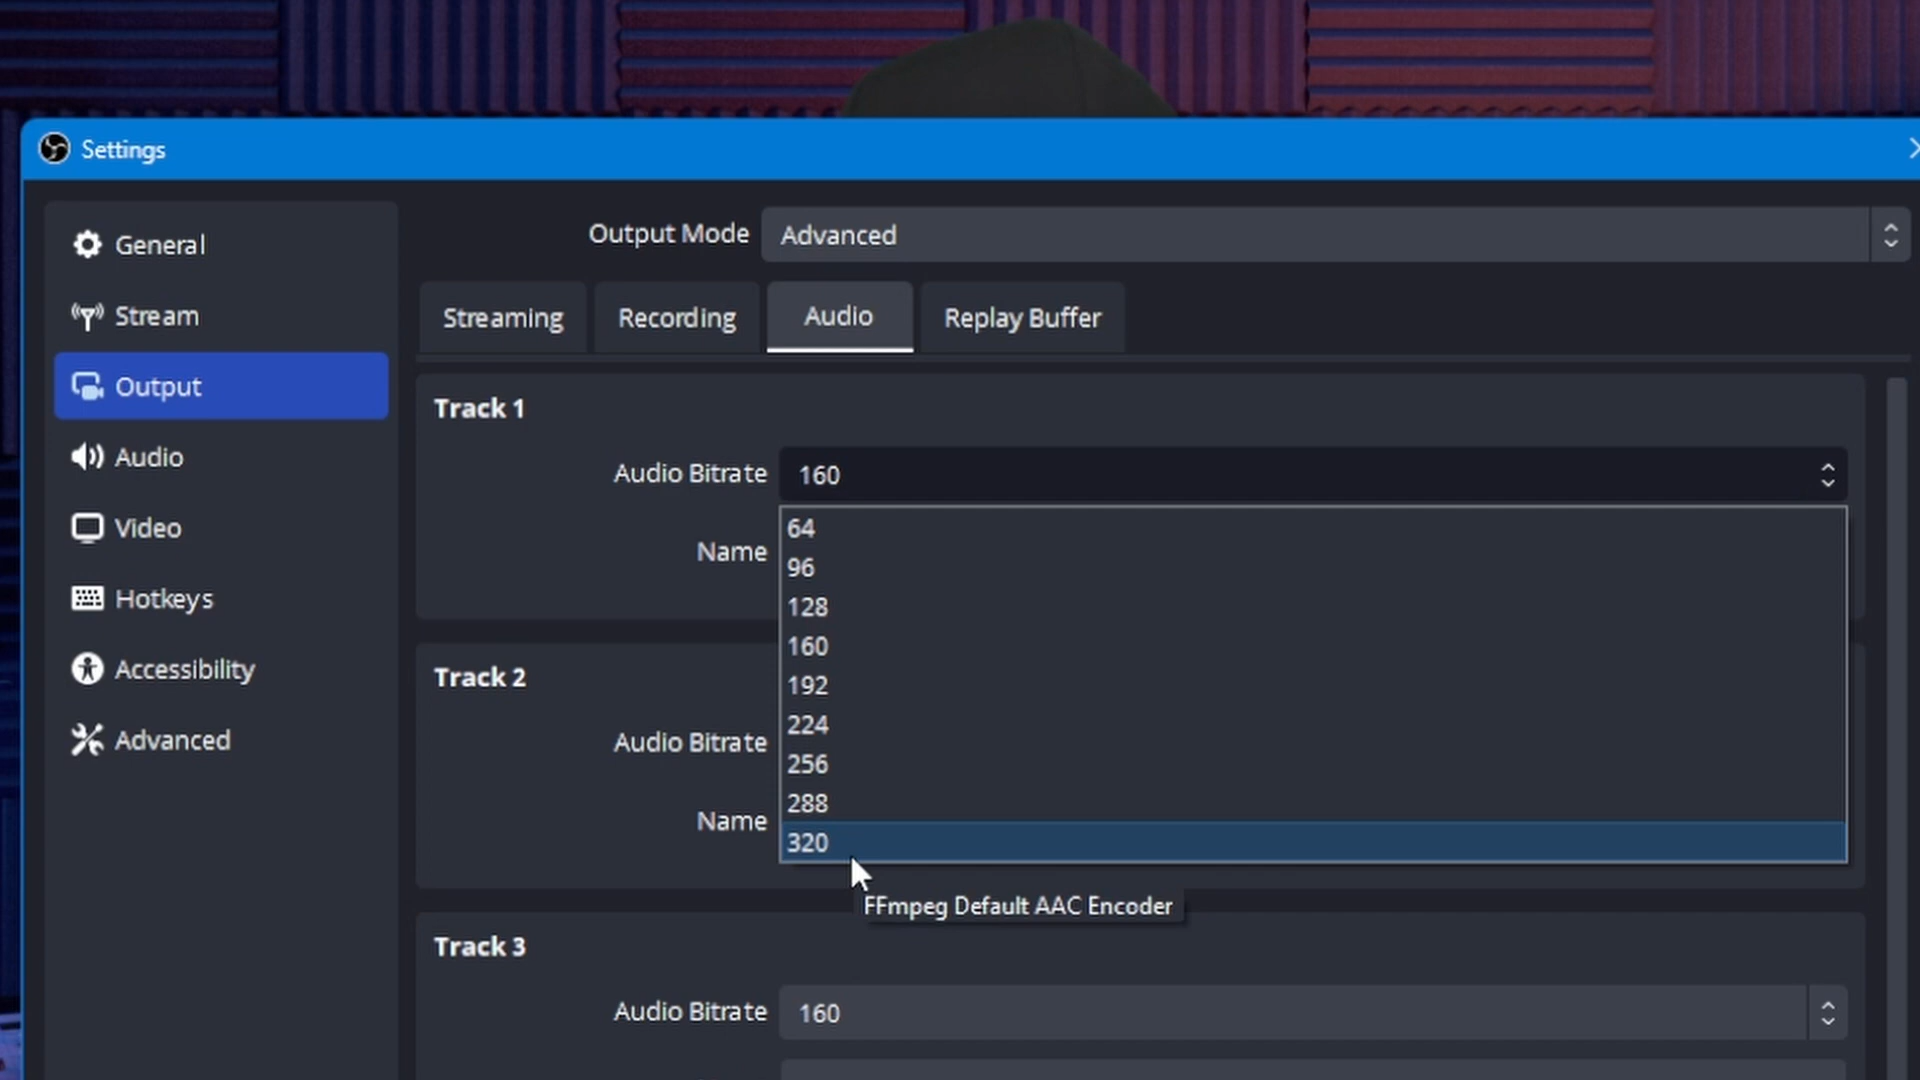 Settings
General
Stream
Output
Audio
Video
Hotkeys
Accessibility
Advanced
Output Mode Advanced
Streaming Recording Audio Replay Buffer
Track 1
Audio Bitrate 160
Name
64
96
128
160
192
224
256
288
320
FFmpeg Default AAC Encoder
Track 2
Audio Bitrate
Name
Track 3
Audio Bitrate 160